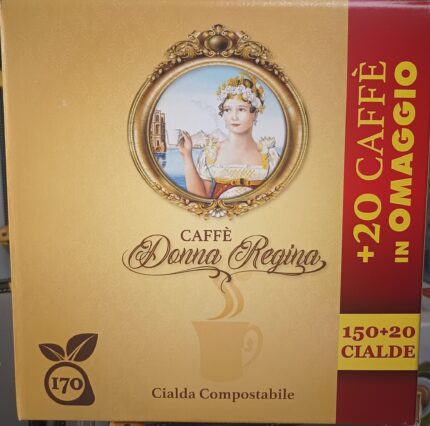 CAFFÈ
Donna Regina
170
Cialda Compostabile
+20 CAFFÈ
IN OMAGGIO
150+20
CIALDE